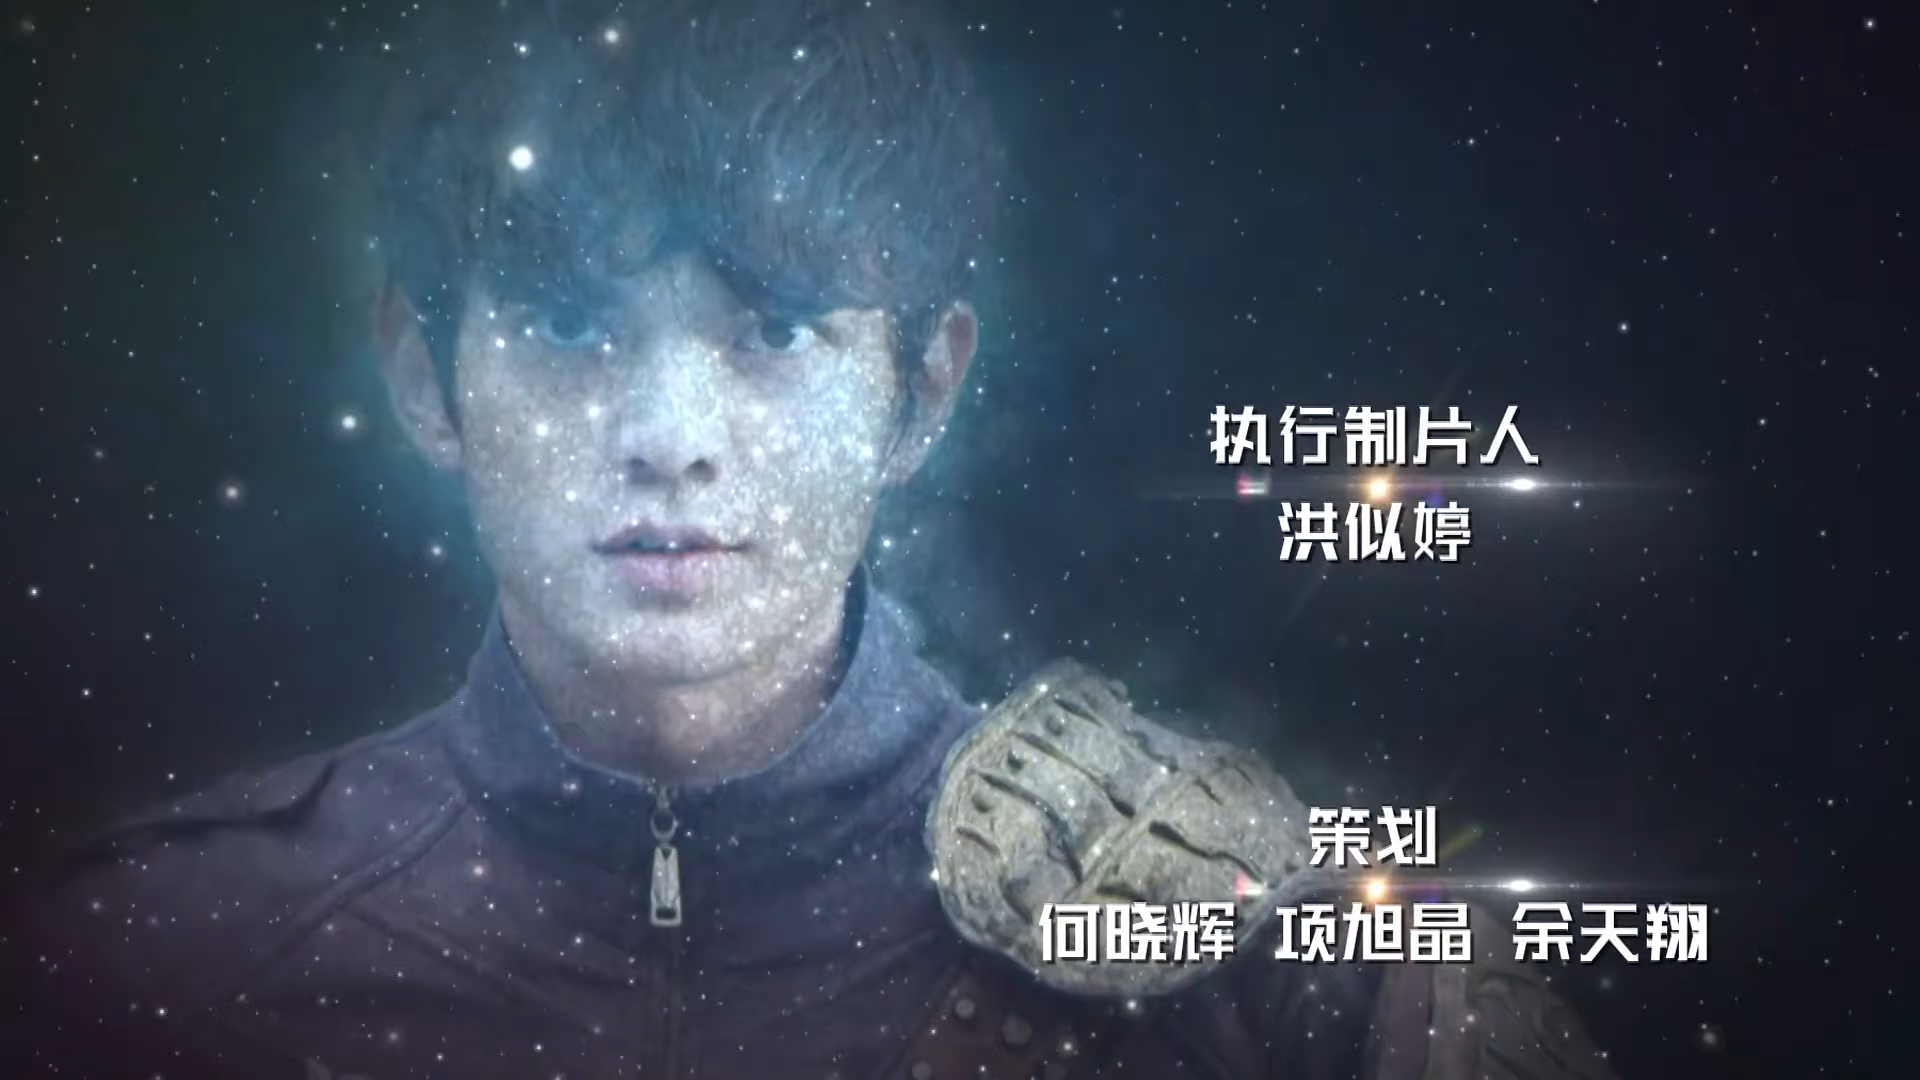 执行制片人
洪似婷
策划
何晓辉 项旭晶 余天翔